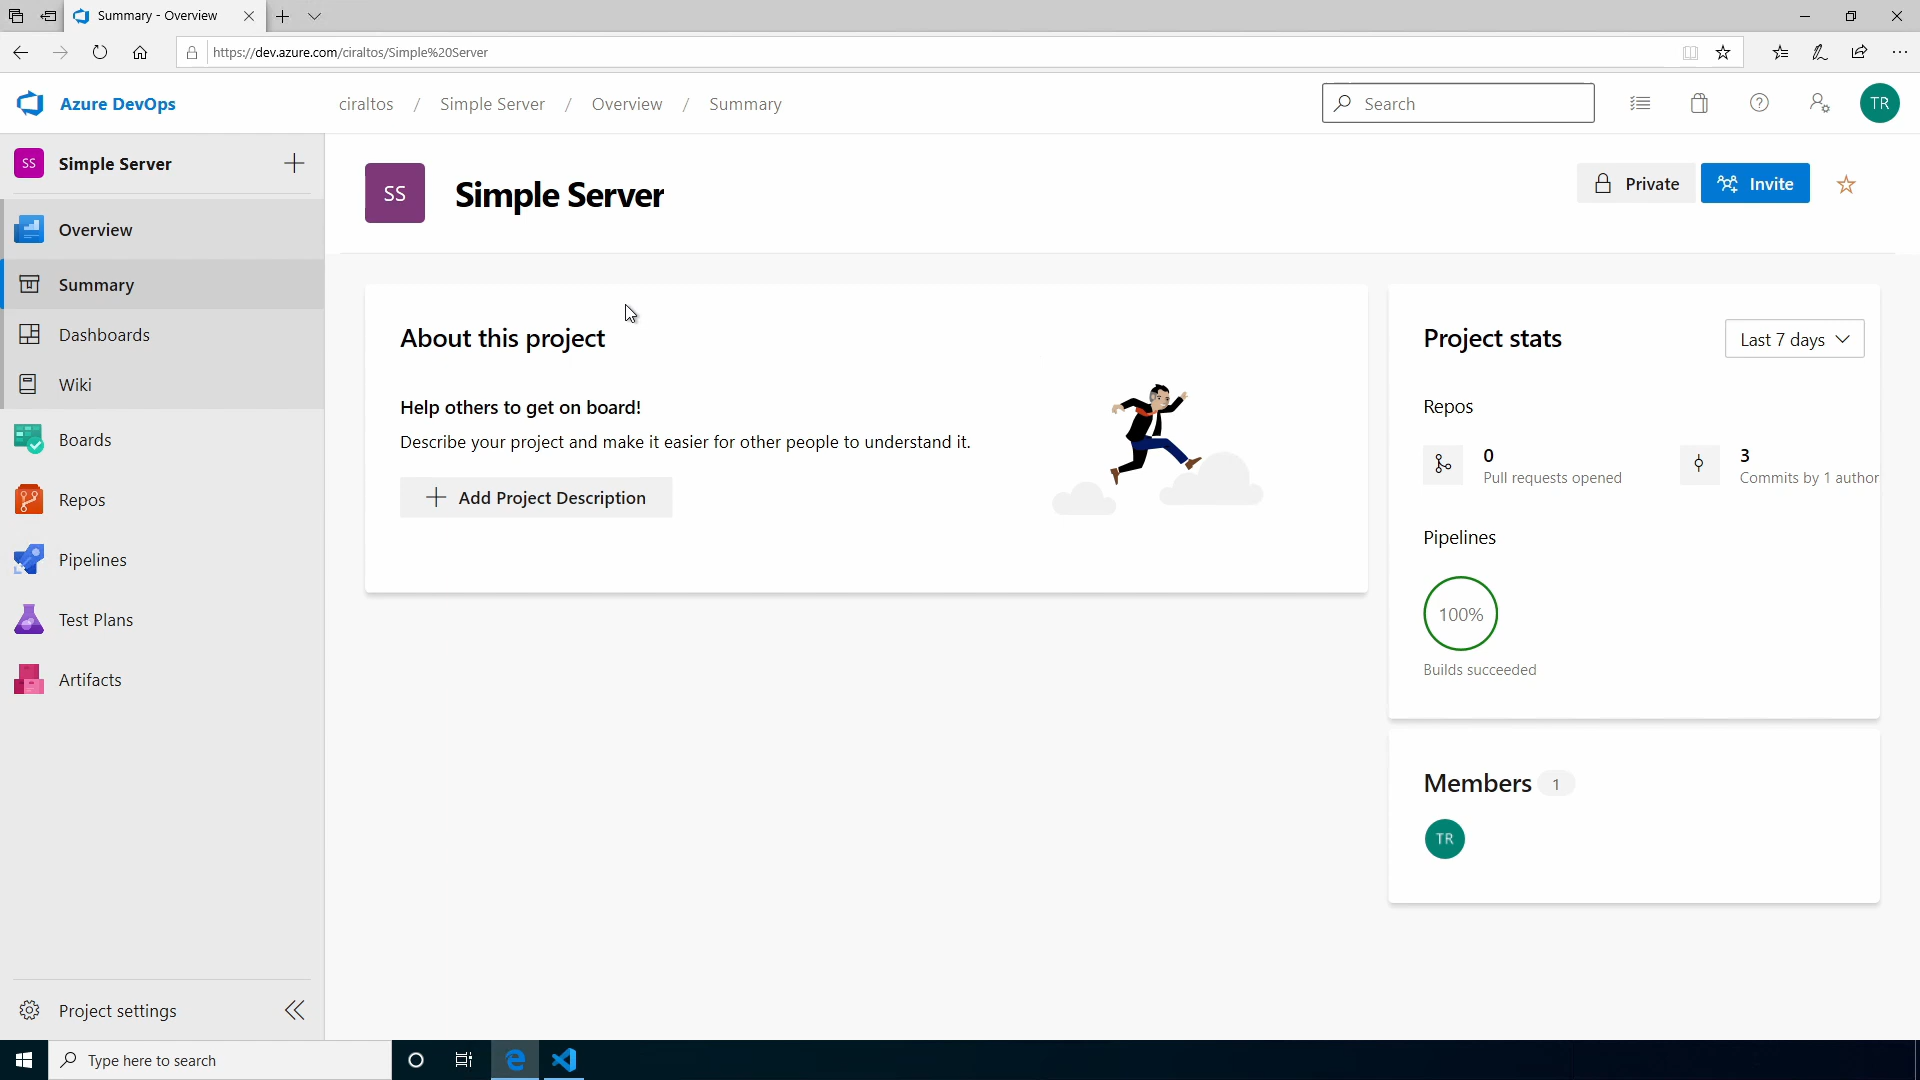 Summary - Overview
https://dev.azure.com/ciraltos/Simple%20Server
Azure DevOps
ciraltos / Simple Server / Overview / Summary
Search
TR
SS
Simple Server
Overview
Summary
Dashboards
Wiki
Boards
Repos
Pipelines
Test Plans
Artifacts
Project settings
SS
Simple Server
Private
Invite
About this project
Help others to get on board!
Describe your project and make it easier for other people to understand it.
Add Project Description
Project stats
Last 7 days
Repos
0
Pull requests opened
3
Commits by 1 author
Pipelines
100%
Builds succeeded
Members 1
TR
Type here to search